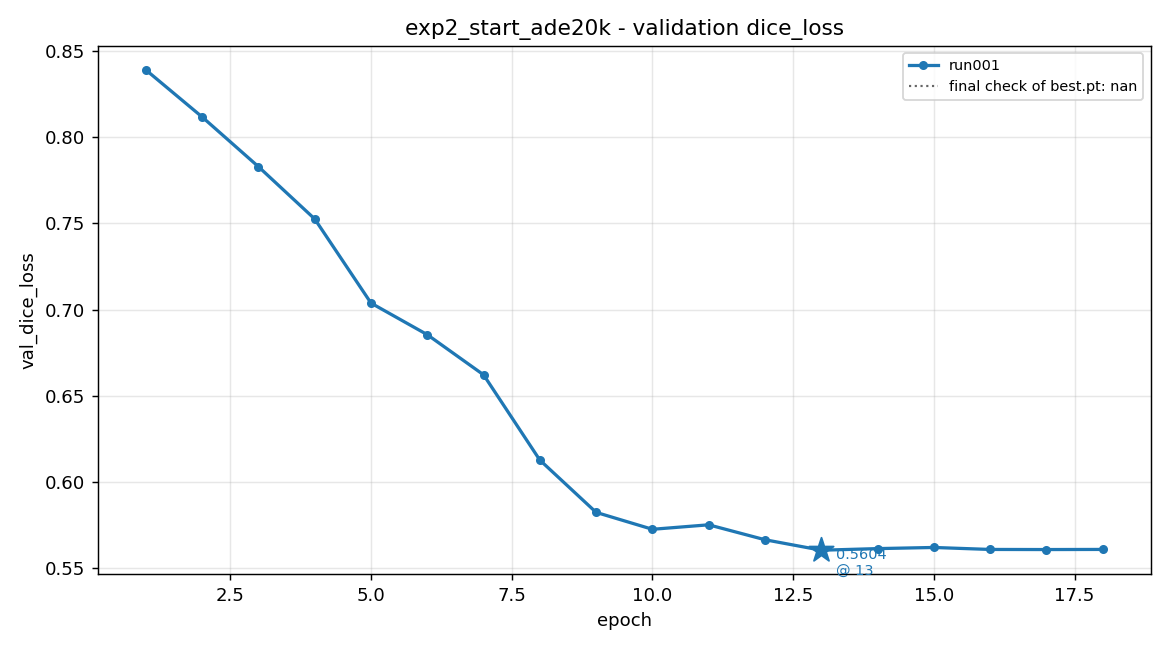 exp2_start_ade20k - validation dice_loss
run001
final check of best.pt: nan
0.85
0.80
0.75
0.70
0.65
0.60
0.55
val_dice_loss
0.5604
@ 13
2.5 5.0 7.5 10.0 12.5 15.0 17.5
epoch